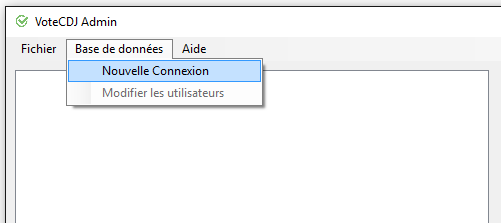 VoteCDJ Admin
Fichier Base de données Aide
Nouvelle Connexion
Modifier les utilisateurs